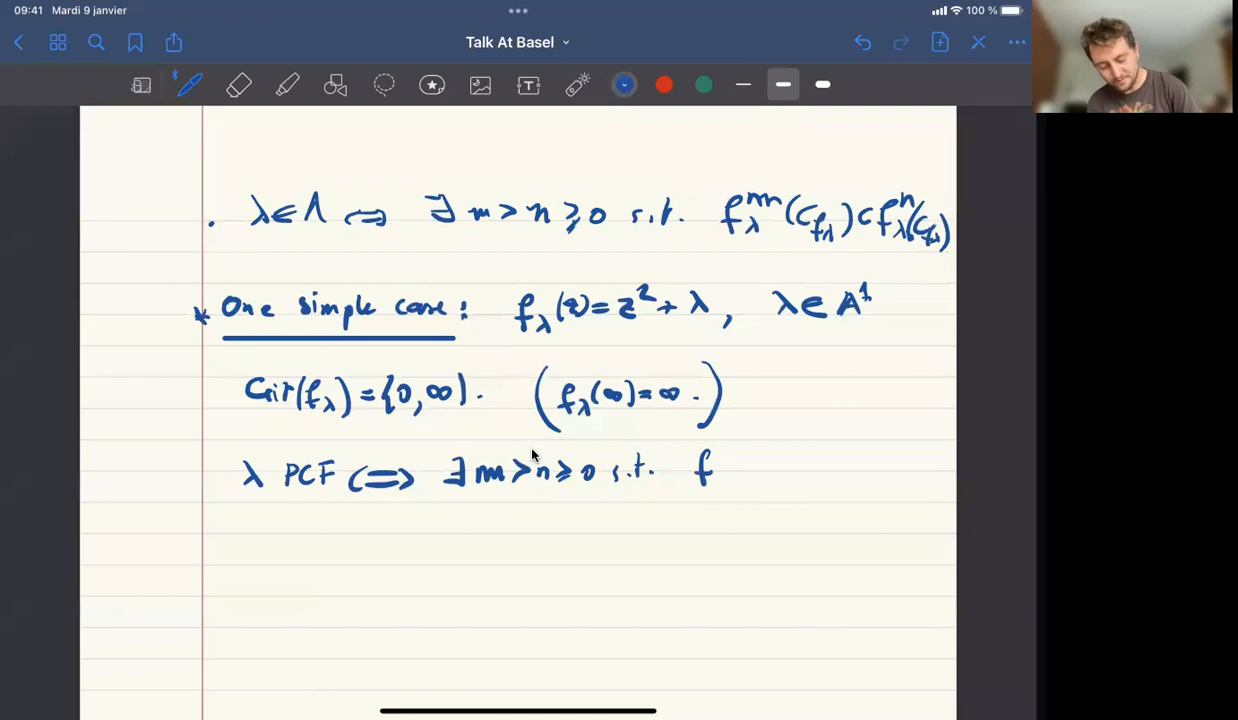 09:41 Mardi 9 janvier
100 %
Talk At Basel
. λ∈Λ ⇔ ∃ m > n ⩾ 0 s.t. f_λ^m(C_{f_λ}) ⊂ f_λ^n(C_{f_λ})
* One simple case: f_λ(z) = z² + λ, λ ∈ 𝔸¹
Crit(f_λ) = {0, ∞}. (f_λ(∞) = ∞.)
λ PCF ⇔ ∃ m > n ⩾ 0 s.t. f